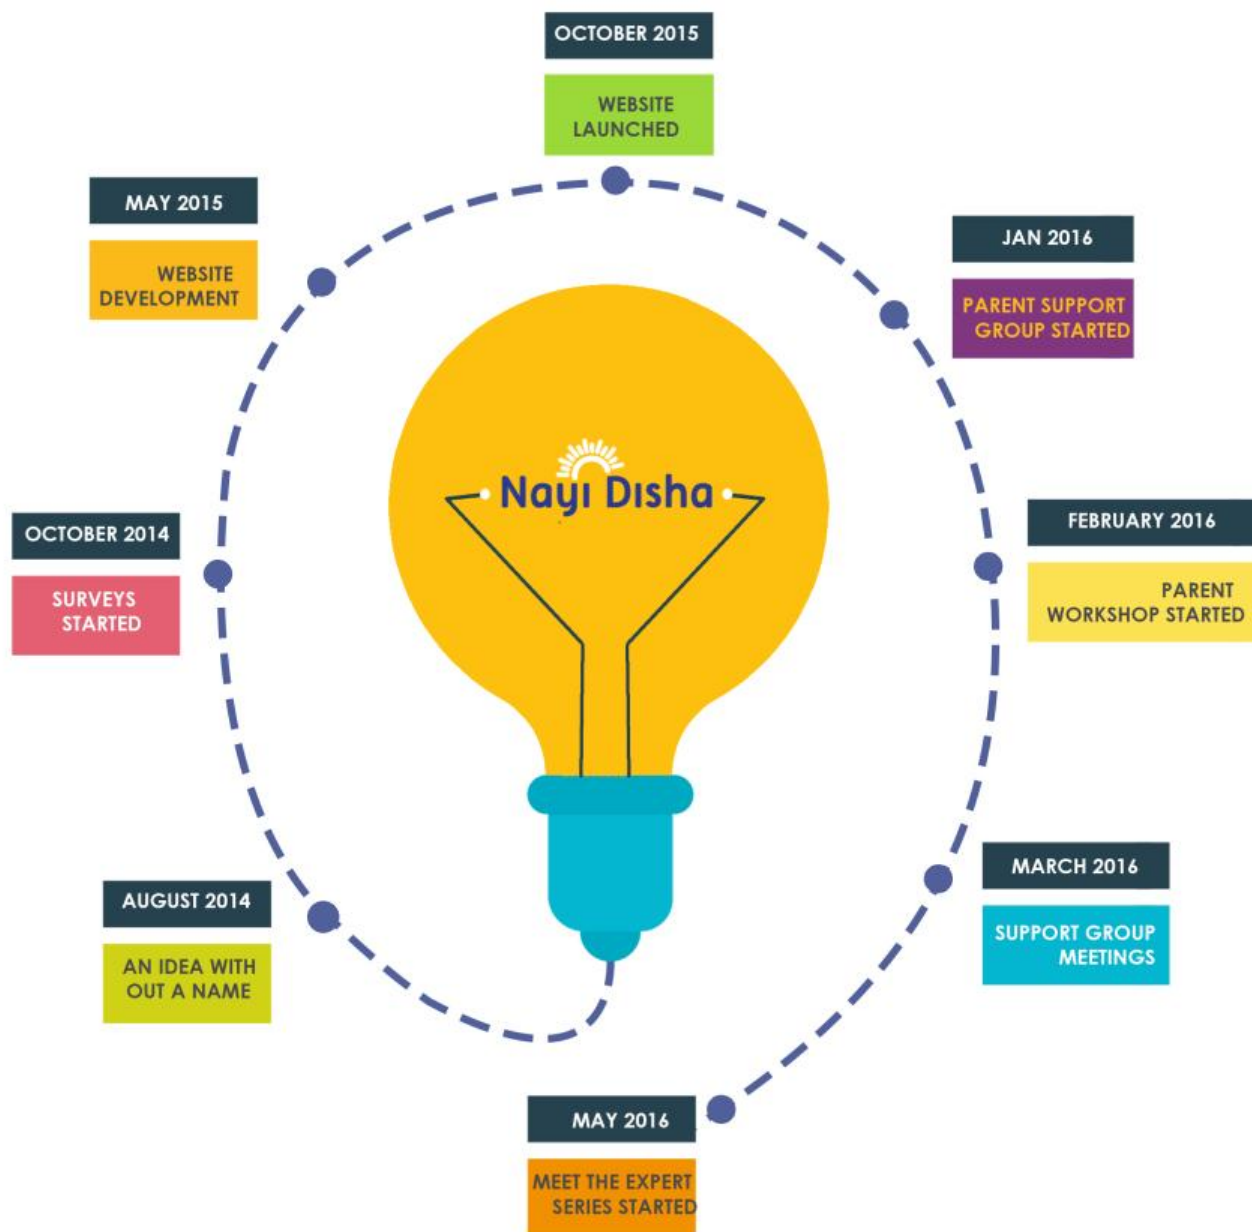 OCTOBER 2015
WEBSITE
LAUNCHED
MAY 2015
WEBSITE
DEVELOPMENT
JAN 2016
PARENT SUPPORT
GROUP STARTED
Nayi Disha
OCTOBER 2014
SURVEYS
STARTED
FEBRUARY 2016
PARENT
WORKSHOP STARTED
AUGUST 2014
AN IDEA WITH
OUT A NAME
MARCH 2016
SUPPORT GROUP
MEETINGS
MAY 2016
MEET THE EXPERT
SERIES STARTED